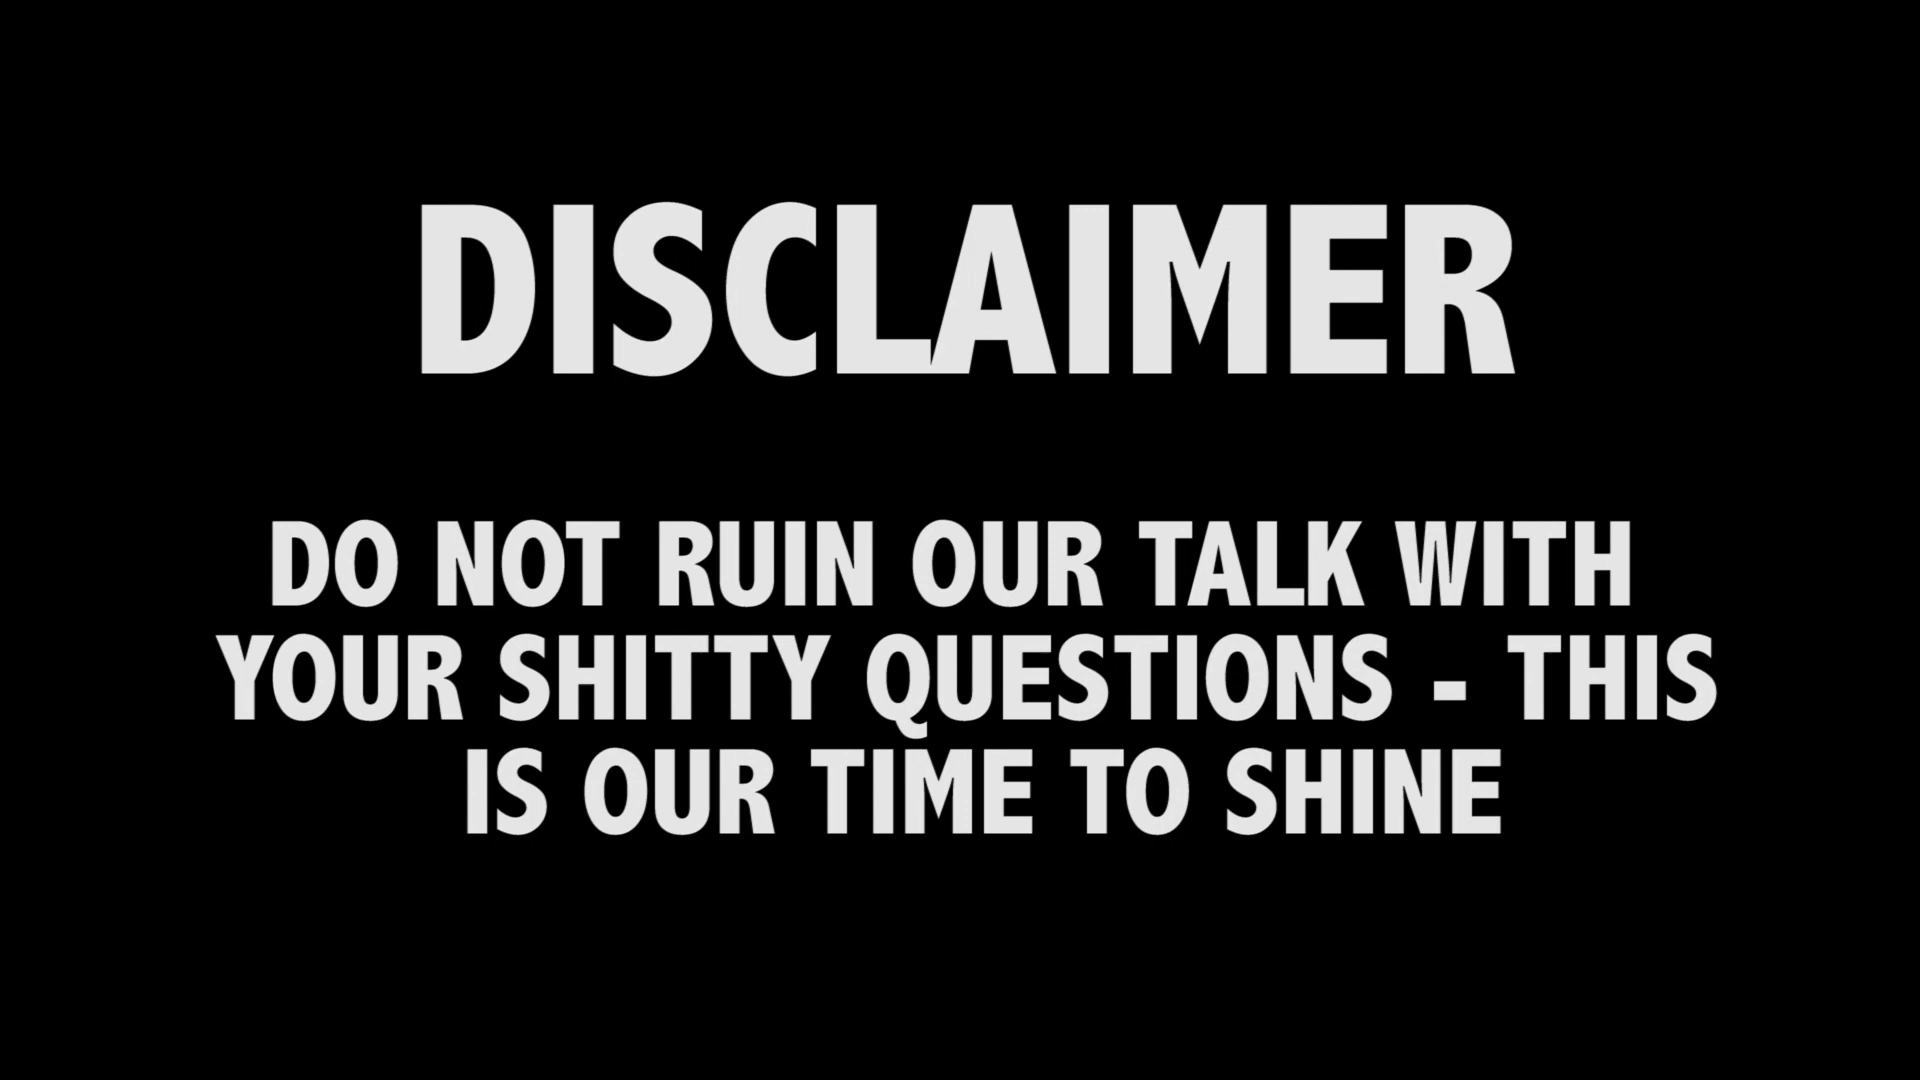 DISCLAIMER
DO NOT RUIN OUR TALK WITH
YOUR SHITTY QUESTIONS - THIS
IS OUR TIME TO SHINE